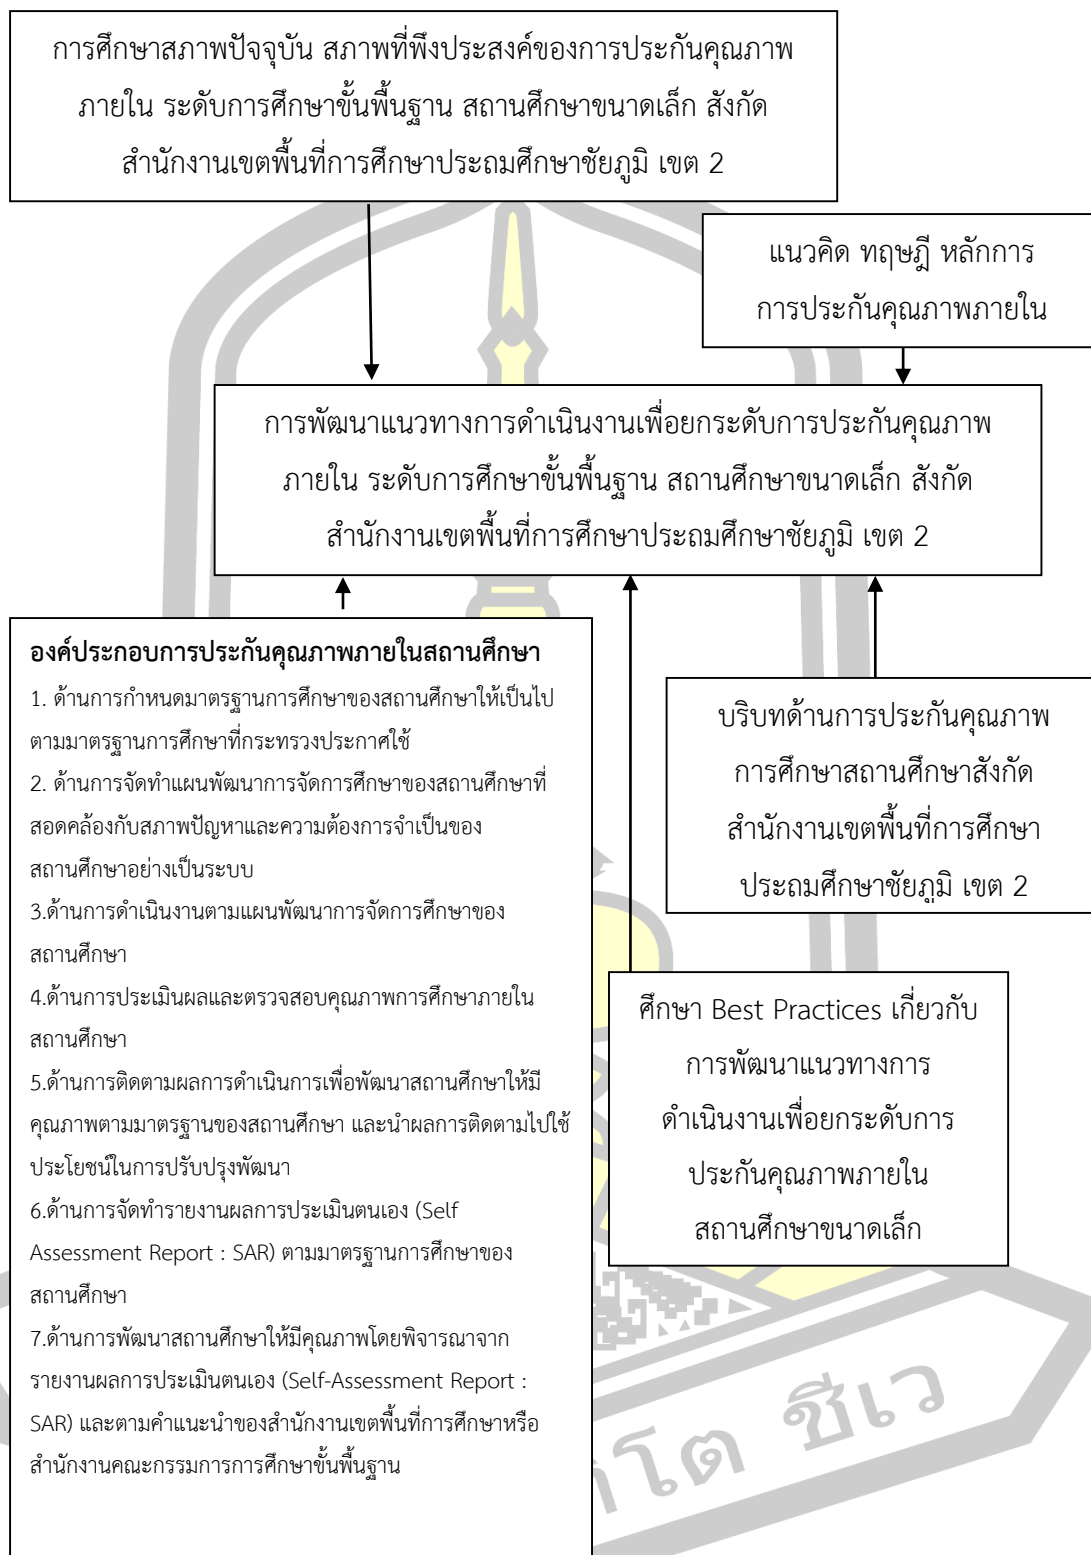 การศึกษาสภาพปัจจุบัน สภาพที่พึงประสงค์ของการประกันคุณภาพ
ภายใน ระดับการศึกษาขั้นพื้นฐาน สถานศึกษาขนาดเล็ก สังกัด
สำนักงานเขตพื้นที่การศึกษาประถมศึกษาชัยภูมิ เขต 2
แนวคิด ทฤษฎี หลักการ
การประกันคุณภาพภายใน
การพัฒนาแนวทางการดำเนินงานเพื่อยกระดับการประกันคุณภาพ
ภายใน ระดับการศึกษาขั้นพื้นฐาน สถานศึกษาขนาดเล็ก สังกัด
สำนักงานเขตพื้นที่การศึกษาประถมศึกษาชัยภูมิ เขต 2
องค์ประกอบการประกันคุณภาพภายในสถานศึกษา
1. ด้านการกำหนดมาตรฐานการศึกษาของสถานศึกษาให้เป็นไป
ตามมาตรฐานการศึกษาที่กระทรวงประกาศใช้
2. ด้านการจัดทำแผนพัฒนาการจัดการศึกษาของสถานศึกษาที่
สอดคล้องกับสภาพปัญหาและความต้องการจำเป็นของ
สถานศึกษาอย่างเป็นระบบ
3.ด้านการดำเนินงานตามแผนพัฒนาการจัดการศึกษาของ
สถานศึกษา
4.ด้านการประเมินผลและตรวจสอบคุณภาพการศึกษาภายใน
สถานศึกษา
5.ด้านการติดตามผลการดำเนินการเพื่อพัฒนาสถานศึกษาให้มี
คุณภาพตามมาตรฐานของสถานศึกษา และนำผลการติดตามไปใช้
ประโยชน์ในการปรับปรุงพัฒนา
6.ด้านการจัดทำรายงานผลการประเมินตนเอง (Self
Assessment Report : SAR) ตามมาตรฐานการศึกษาของ
สถานศึกษา
7.ด้านการพัฒนาสถานศึกษาให้มีคุณภาพโดยพิจารณาจาก
รายงานผลการประเมินตนเอง (Self-Assessment Report :
SAR) และตามคำแนะนำของสำนักงานเขตพื้นที่การศึกษาหรือ
สำนักงานคณะกรรมการการศึกษาขั้นพื้นฐาน
บริบทด้านการประกันคุณภาพ
การศึกษาสถานศึกษาสังกัด
สำนักงานเขตพื้นที่การศึกษา
ประถมศึกษาชัยภูมิ เขต 2
ศึกษา Best Practices เกี่ยวกับ
การพัฒนาแนวทางการ
ดำเนินงานเพื่อยกระดับการ
ประกันคุณภาพภายใน
สถานศึกษาขนาดเล็ก
ชีเว